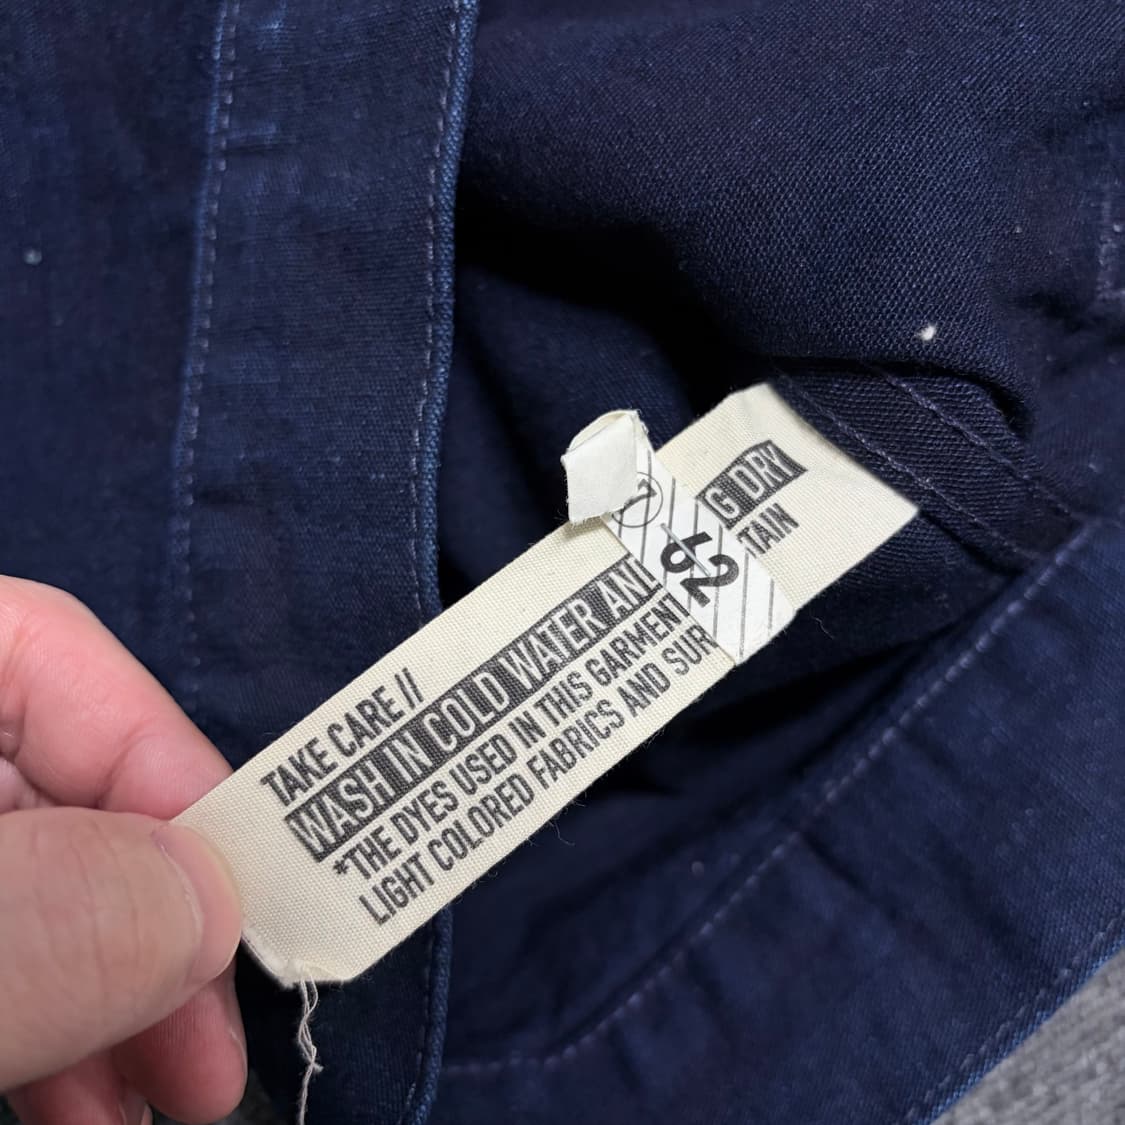 TAKE CARE //
WASH IN COLD WATER AN G DRY
*THE DYES USED IN THIS GARMENT TAIN
LIGHT COLORED FABRICS AND SUR
62